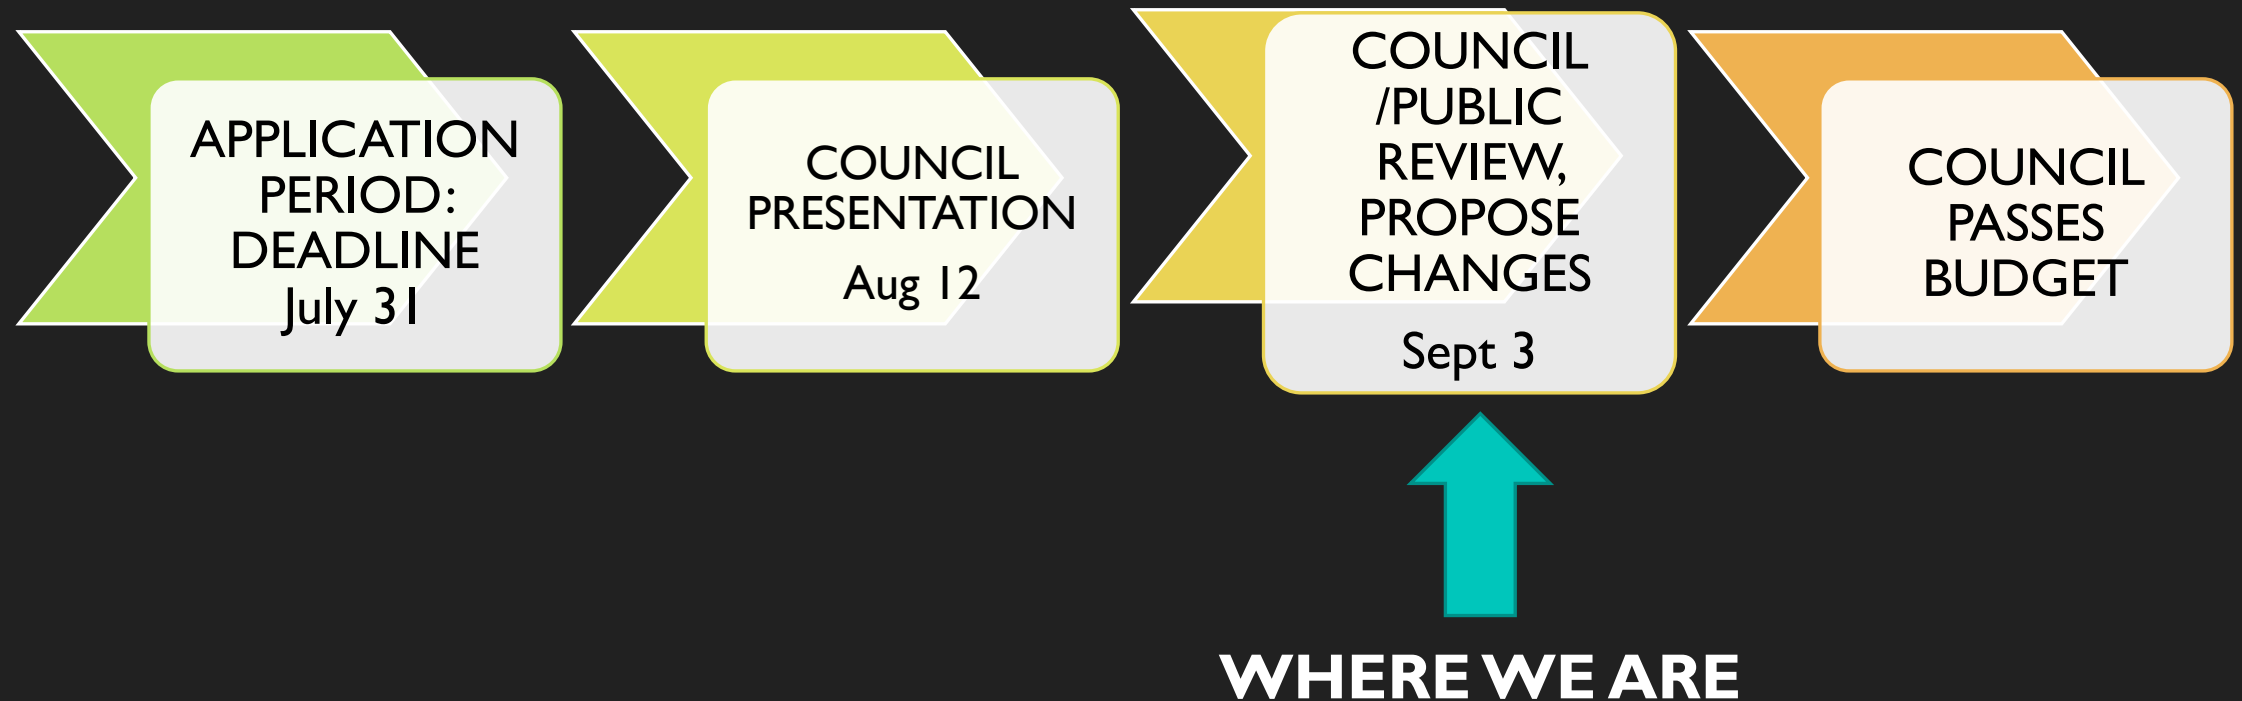 APPLICATION
PERIOD:
DEADLINE
July 31
COUNCIL
PRESENTATION
Aug 12
COUNCIL
/PUBLIC
REVIEW,
PROPOSE
CHANGES
Sept 3
COUNCIL
PASSES
BUDGET
WHERE WE ARE